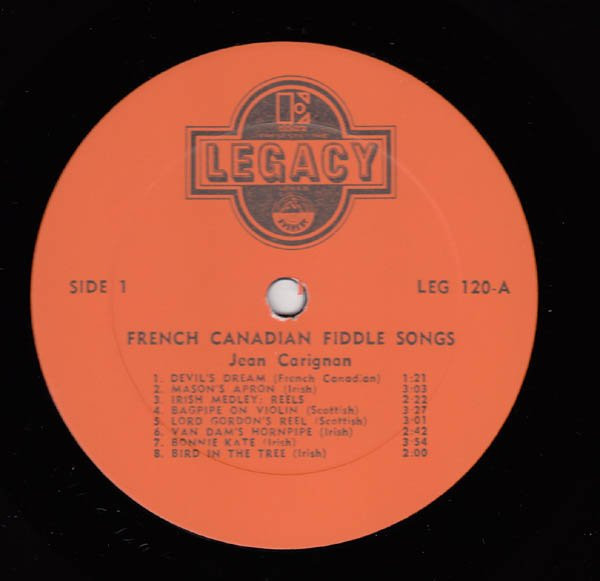 LEGACY
EVEREST
SIDE 1
LEG 120-A
FRENCH CANADIAN FIDDLE SONGS
Jean Carignan
1. DEVIL'S DREAM (French Canadian) 1:21
2. MASON'S APRON (Irish) 3:03
3. IRISH MEDLEY: REELS 2:22
4. BAGPIPE ON VIOLIN (Scottish) 3:27
5. LORD GORDON'S REEL (Scottish) 3:01
6. VAN DAM'S HORNPIPE (Irish) 2:42
7. BONNIE KATE (Irish) 3:54
8. BIRD IN THE TREE (Irish) 2:00